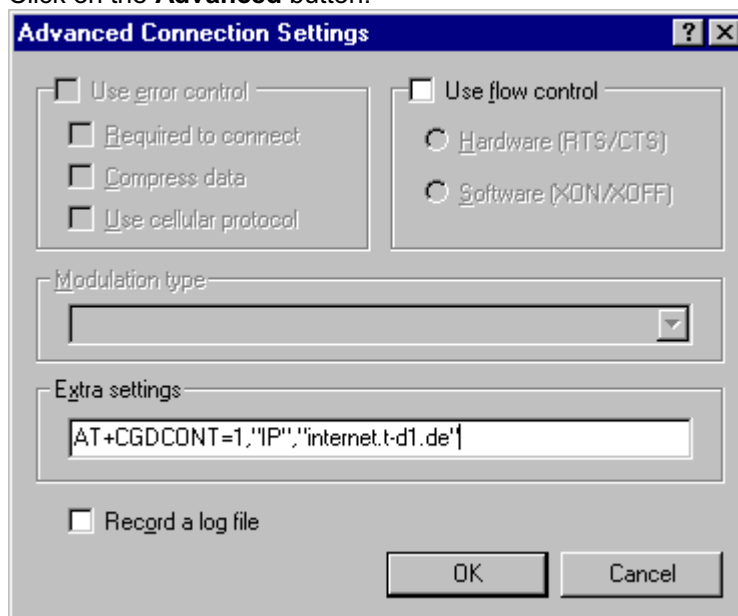 Click on the Advanced button.
Advanced Connection Settings
Use error control
Required to connect
Compress data
Use cellular protocol
Use flow control
Hardware (RTS/CTS)
Software (XON/XOFF)
Modulation type
Extra settings
AT+CGDCONT=1,"IP","internet.t-d1.de"
Record a log file
OK
Cancel